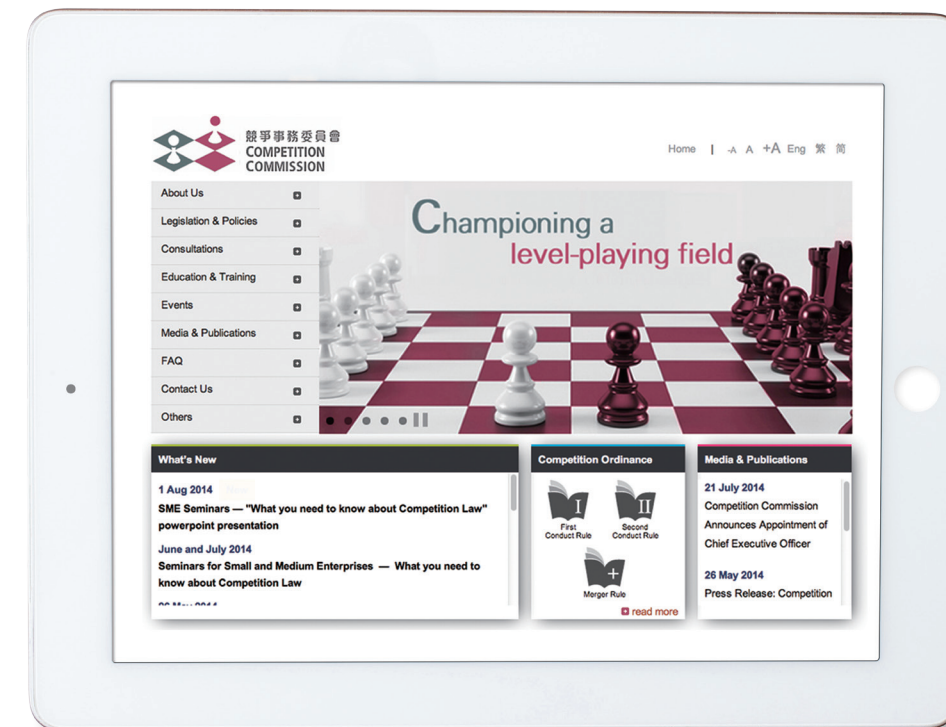 競爭事務委員會
COMPETITION
COMMISSION
Home | -A A +A Eng 繁 简
About Us
Legislation & Policies
Consultations
Education & Training
Events
Media & Publications
FAQ
Contact Us
Others
Championing a
level-playing field
What's New
1 Aug 2014
SME Seminars — "What you need to know about Competition Law"
powerpoint presentation
June and July 2014
Seminars for Small and Medium Enterprises — What you need to
know about Competition Law
Competition Ordinance
I
First
Conduct Rule
II
Second
Conduct Rule
+
Merger Rule
read more
Media & Publications
21 July 2014
Competition Commission
Announces Appointment of
Chief Executive Officer
26 May 2014
Press Release: Competition